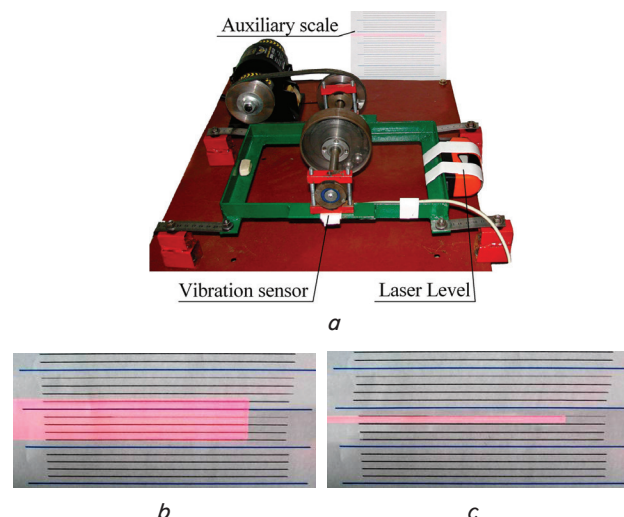 Auxiliary scale
Vibration sensor
Laser Level
a
b
c